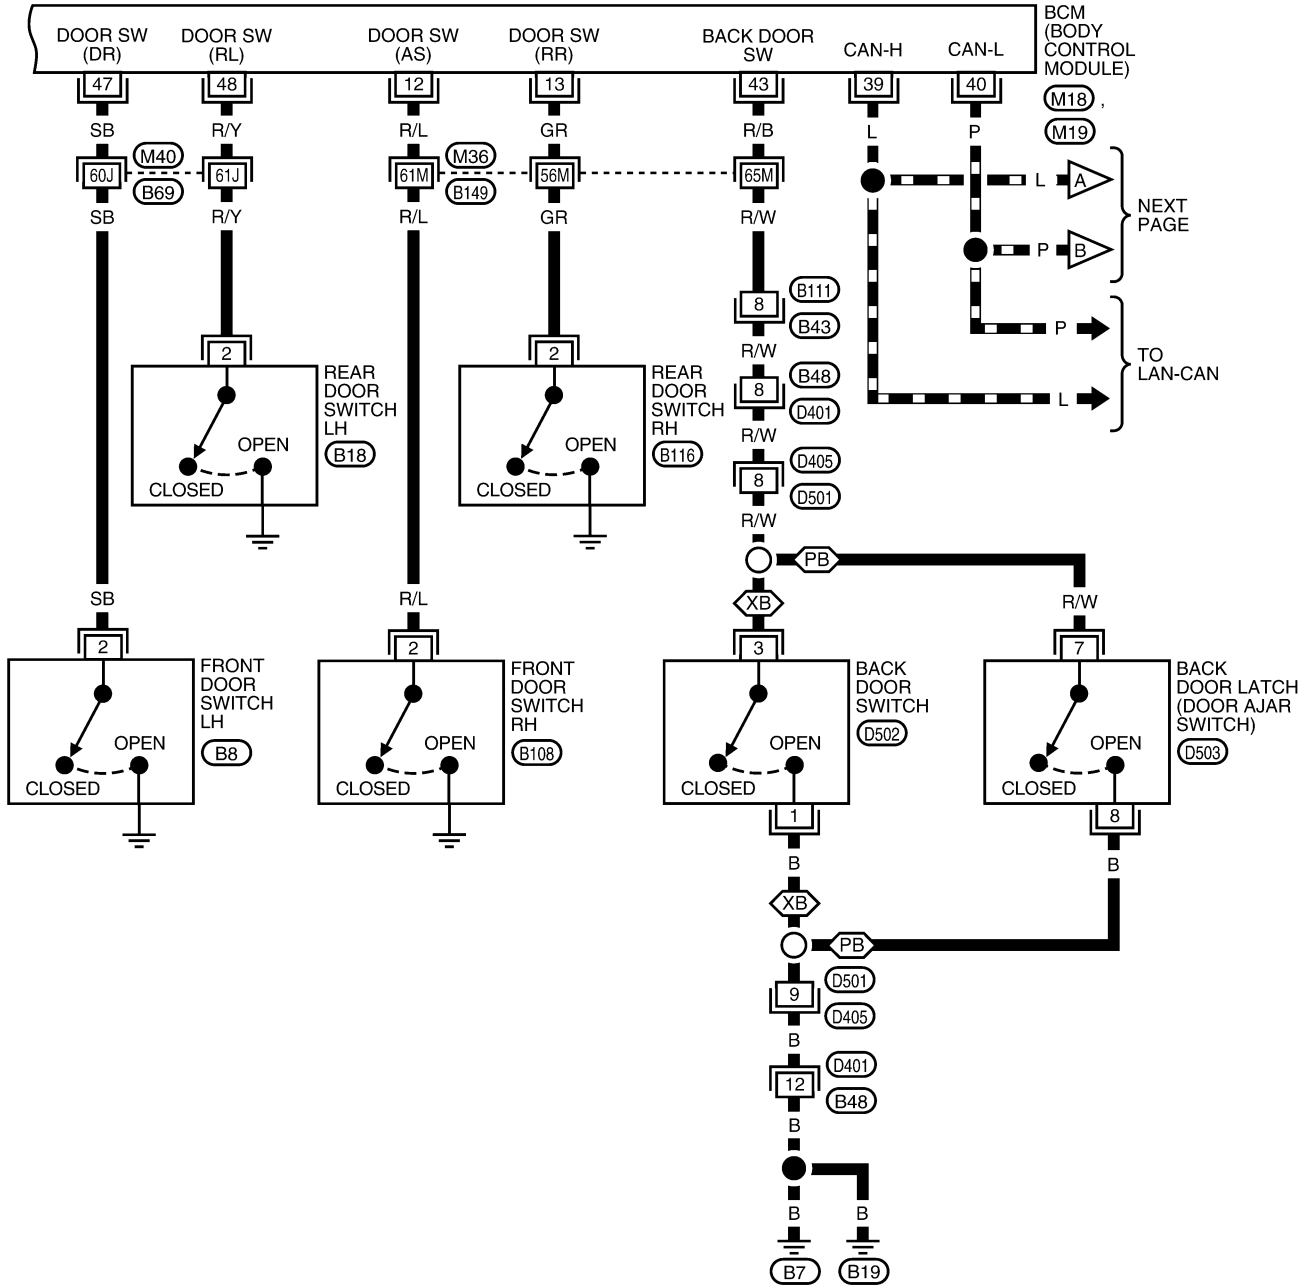 BCM
(BODY
CONTROL
MODULE)
M18 ,
M19
DOOR SW
(DR)
DOOR SW
(RL)
DOOR SW
(AS)
DOOR SW
(RR)
BACK DOOR
SW
CAN-H
CAN-L
47
48
12
13
43
39
40
SB
R/Y
R/L
GR
R/B
L
P
60J
M40
B69
61J
61M
M36
B149
56M
65M
L
A
P
B
NEXT
PAGE
SB
R/Y
R/L
GR
R/W
8
B111
B43
R/W
P
L
TO
LAN-CAN
8
B48
D401
R/W
8
D405
D501
R/W
2
REAR
DOOR
SWITCH
LH
B18
OPEN
CLOSED
2
REAR
DOOR
SWITCH
RH
B116
OPEN
CLOSED
PB
XB
R/W
SB
R/L
2
FRONT
DOOR
SWITCH
LH
B8
OPEN
CLOSED
2
FRONT
DOOR
SWITCH
RH
B108
OPEN
CLOSED
3
BACK
DOOR
SWITCH
D502
OPEN
CLOSED
1
7
BACK
DOOR LATCH
(DOOR AJAR
SWITCH)
D503
OPEN
CLOSED
8
B
B
XB
PB
9
D501
D405
B
12
D401
B48
B
B
B
B7
B19